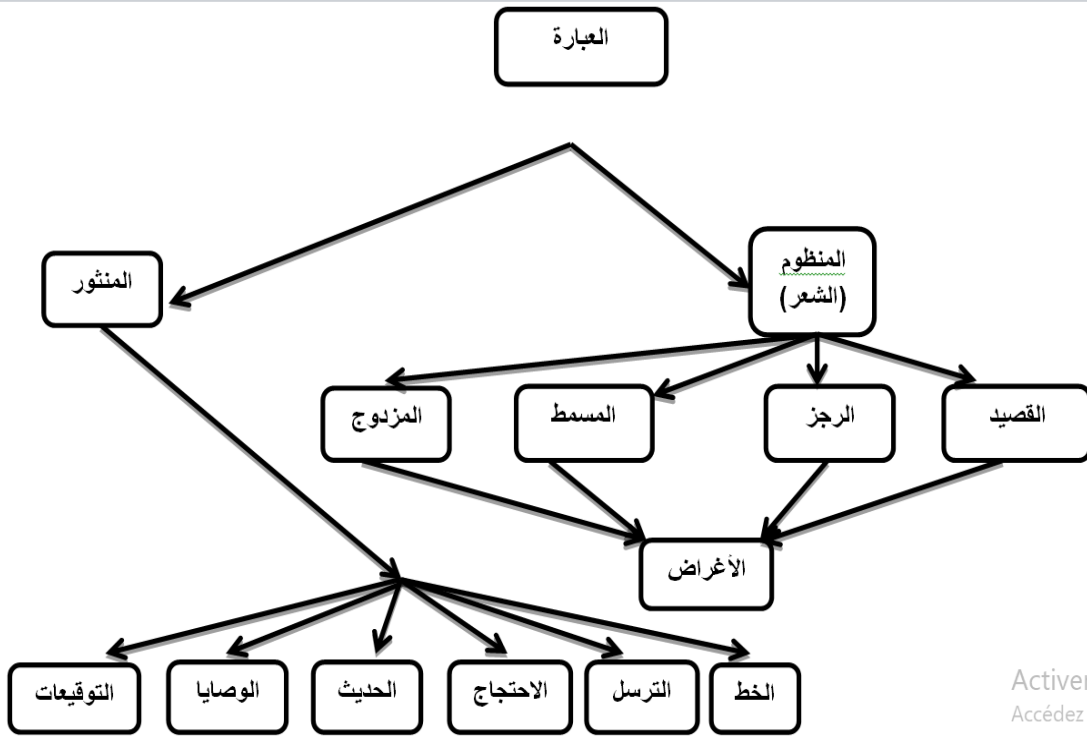 العبارة
المنظوم
(الشعر)
المنثور
القصيد
الرجز
المسمط
المزدوج
الأغراض
الخط
الترسل
الاحتجاج
الحديث
الوصايا
التوقيعات
Activer
Accédez